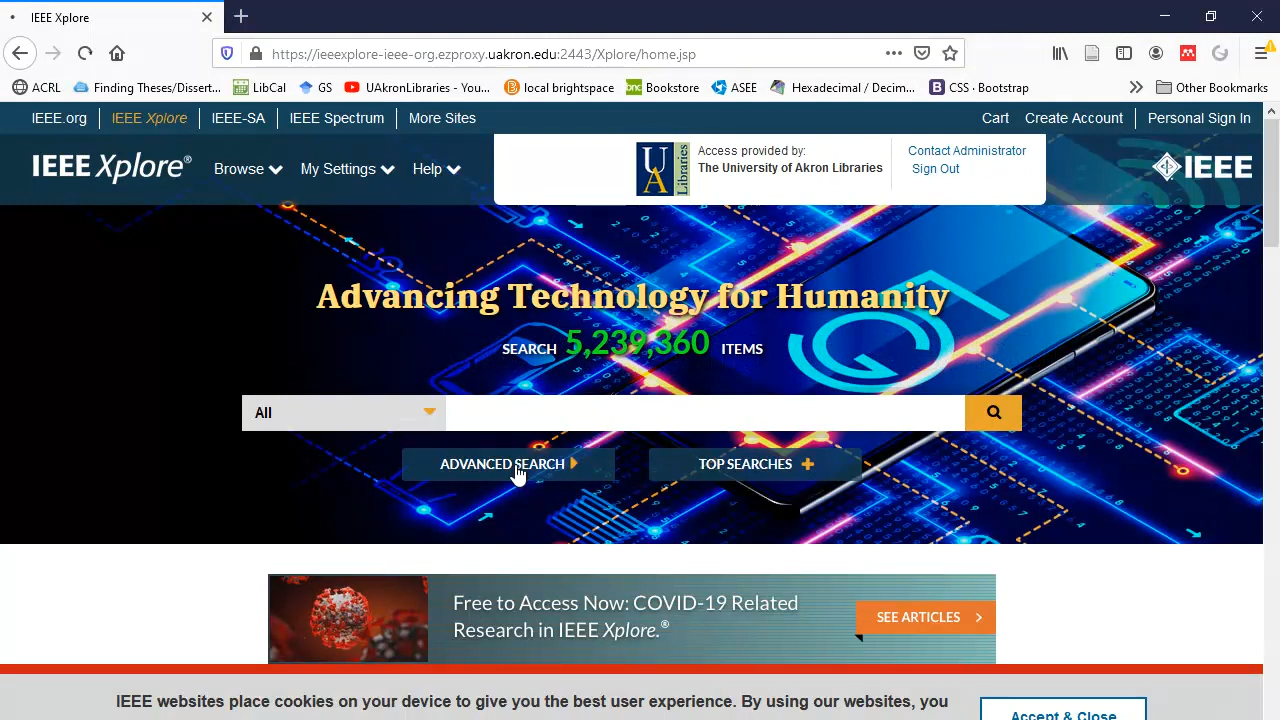 IEEE Xplore
https://ieeexplore-ieee-org.ezproxy.uakron.edu:2443/Xplore/home.jsp
ACRL Finding Theses/Dissert... LibCal GS UAkronLibraries - You... local brightspace Bookstore ASEE Hexadecimal / Decim... CSS · Bootstrap Other Bookmarks
IEEE.org IEEE Xplore IEEE-SA IEEE Spectrum More Sites Cart Create Account Personal Sign In
IEEE Xplore® Browse My Settings Help
UA Libraries
Access provided by:
The University of Akron Libraries
Contact Administrator
Sign Out
IEEE
Advancing Technology for Humanity
SEARCH 5,239,360 ITEMS
All
ADVANCED SEARCH TOP SEARCHES
Free to Access Now: COVID-19 Related
Research in IEEE Xplore.®
SEE ARTICLES
IEEE websites place cookies on your device to give you the best user experience. By using our websites, you
Accept & Close